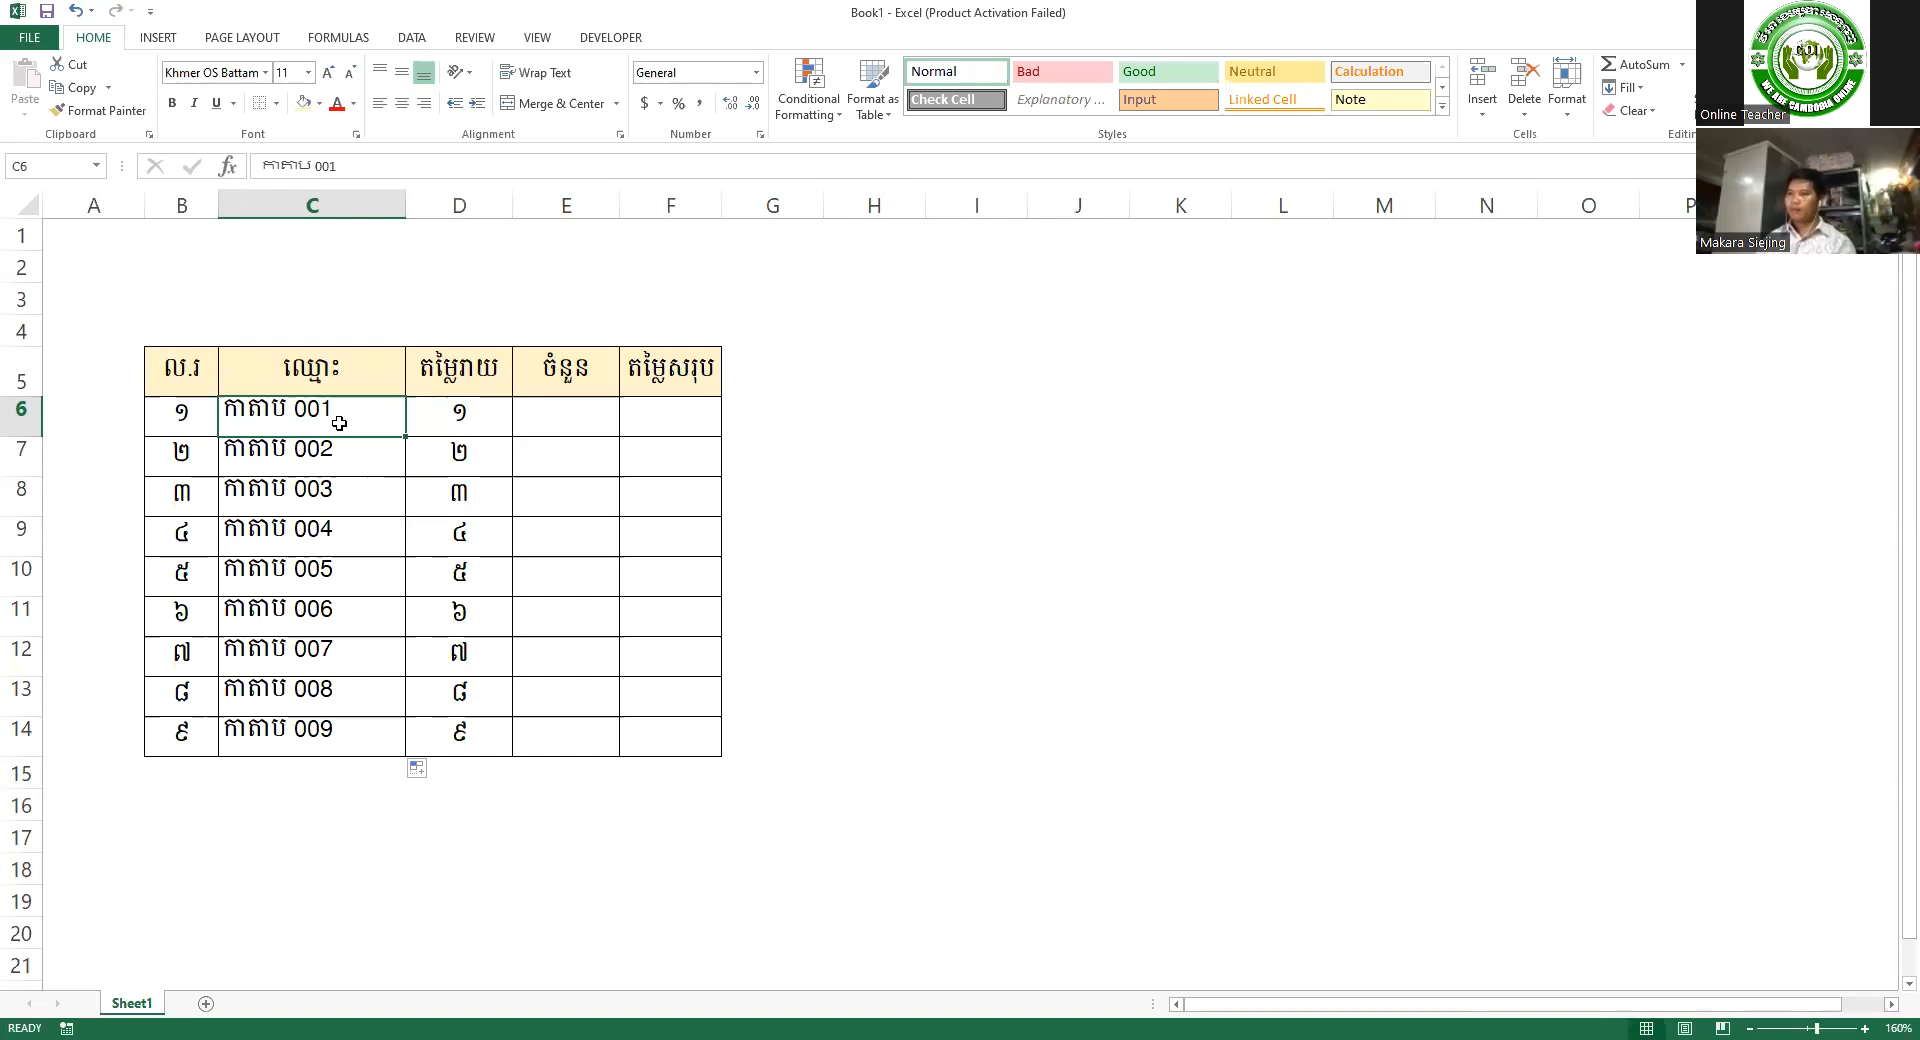 Book1 - Excel (Product Activation Failed)
FILE HOME INSERT PAGE LAYOUT FORMULAS DATA REVIEW VIEW DEVELOPER
Paste
Cut
Copy
Format Painter
Clipboard
Khmer OS Battam 11
B I U
Font
Wrap Text
Merge & Center
Alignment
General
$ % ,
Number
Conditional Formatting
Format as Table
Normal Bad Good Neutral Calculation
Check Cell Explanatory ... Input Linked Cell Note
Styles
Insert Delete Format
Cells
AutoSum
Fill
Clear
Editin
WE ARE CAMBODIA ONLINE
Online Teacher
Makara Siejing
C6 fx កាតាប 001
A B C D E F G H I J K L M N O P
1
2
3
4
5 ល.រ ឈ្មោះ តម្លៃរាយ ចំនួន តម្លៃសរុប
6 ១ កាតាប 001 ១
7 ២ កាតាប 002 ២
8 ៣ កាតាប 003 ៣
9 ៤ កាតាប 004 ៤
10 ៥ កាតាប 005 ៥
11 ៦ កាតាប 006 ៦
12 ៧ កាតាប 007 ៧
13 ៨ កាតាប 008 ៨
14 ៩ កាតាប 009 ៩
15
16
17
18
19
20
21
Sheet1
READY
160%